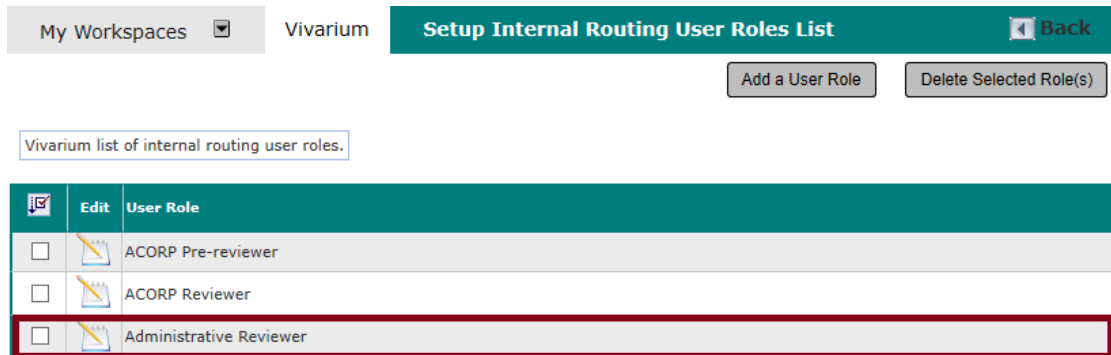 My Workspaces Vivarium Setup Internal Routing User Roles List Back
Add a User Role Delete Selected Role(s)
Vivarium list of internal routing user roles.
Edit User Role
ACORP Pre-reviewer
ACORP Reviewer
Administrative Reviewer